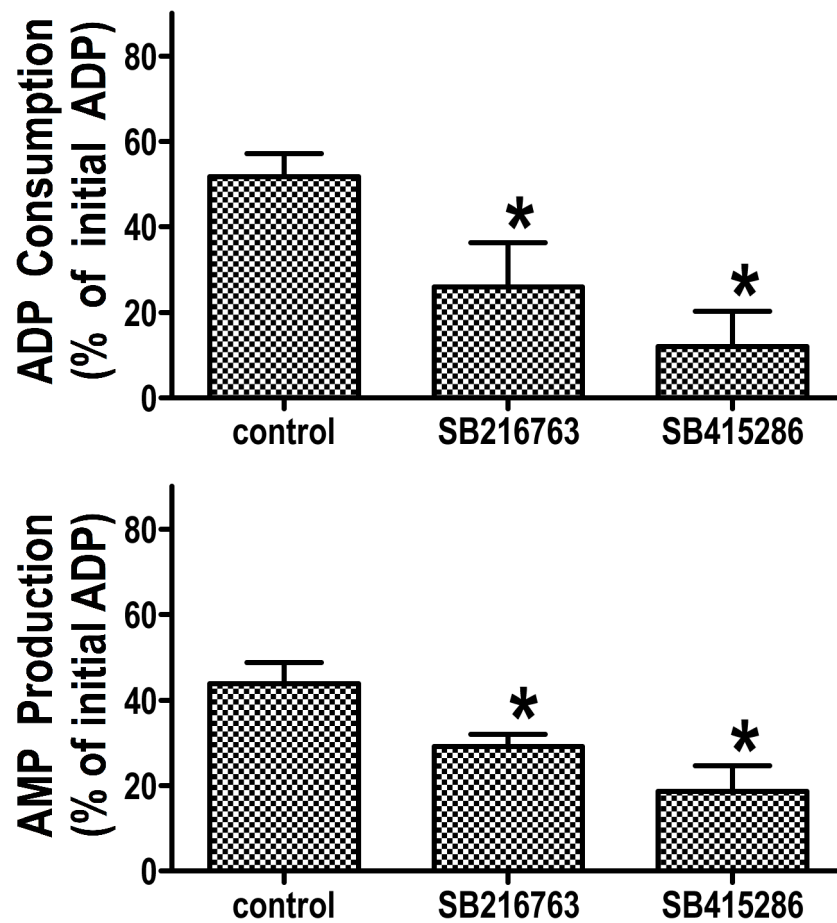 ADP Consumption
(% of initial ADP)
80
60
40
20
0
*
*
control SB216763 SB415286
AMP Production
(% of initial ADP)
80
60
40
20
0
*
*
control SB216763 SB415286